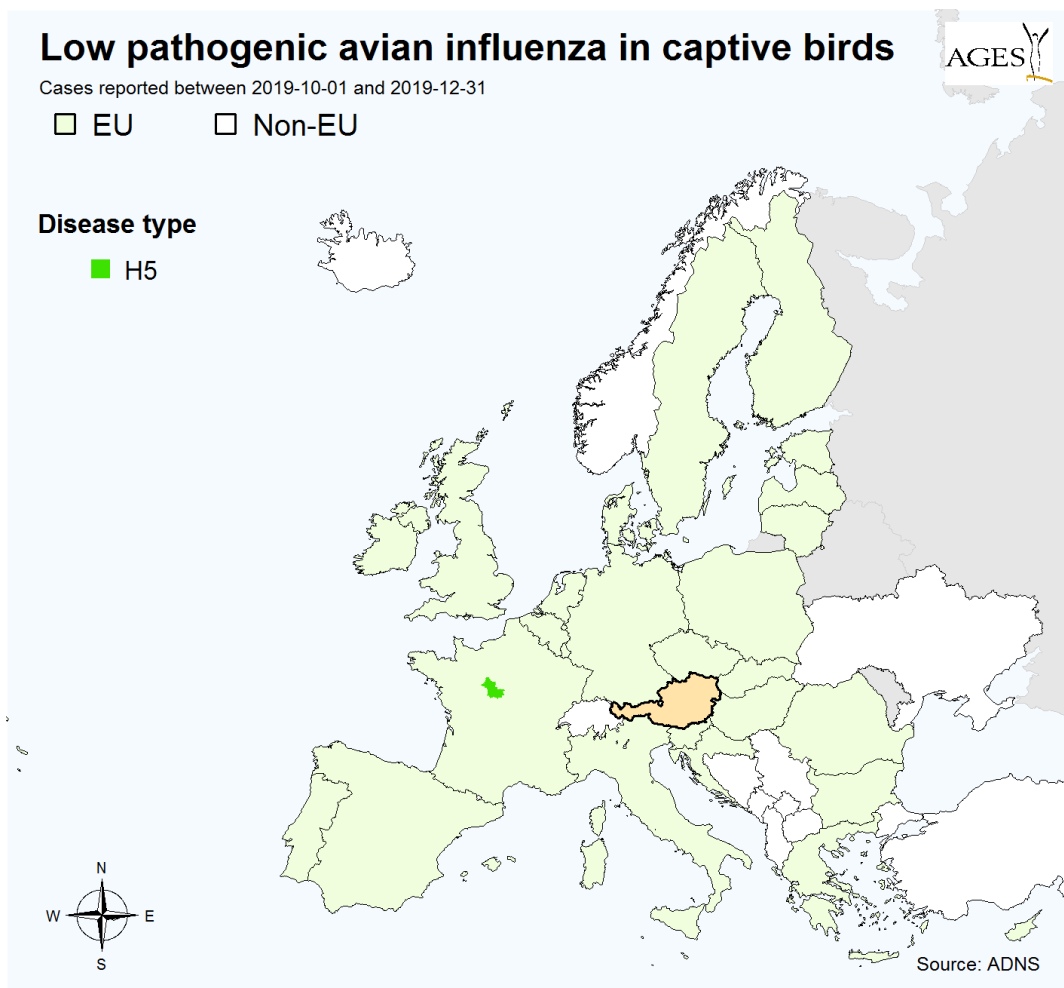 Low pathogenic avian influenza in captive birds
AGES
Cases reported between 2019-10-01 and 2019-12-31
EU
Non-EU
Disease type
H5
N
W
E
S
Source: ADNS